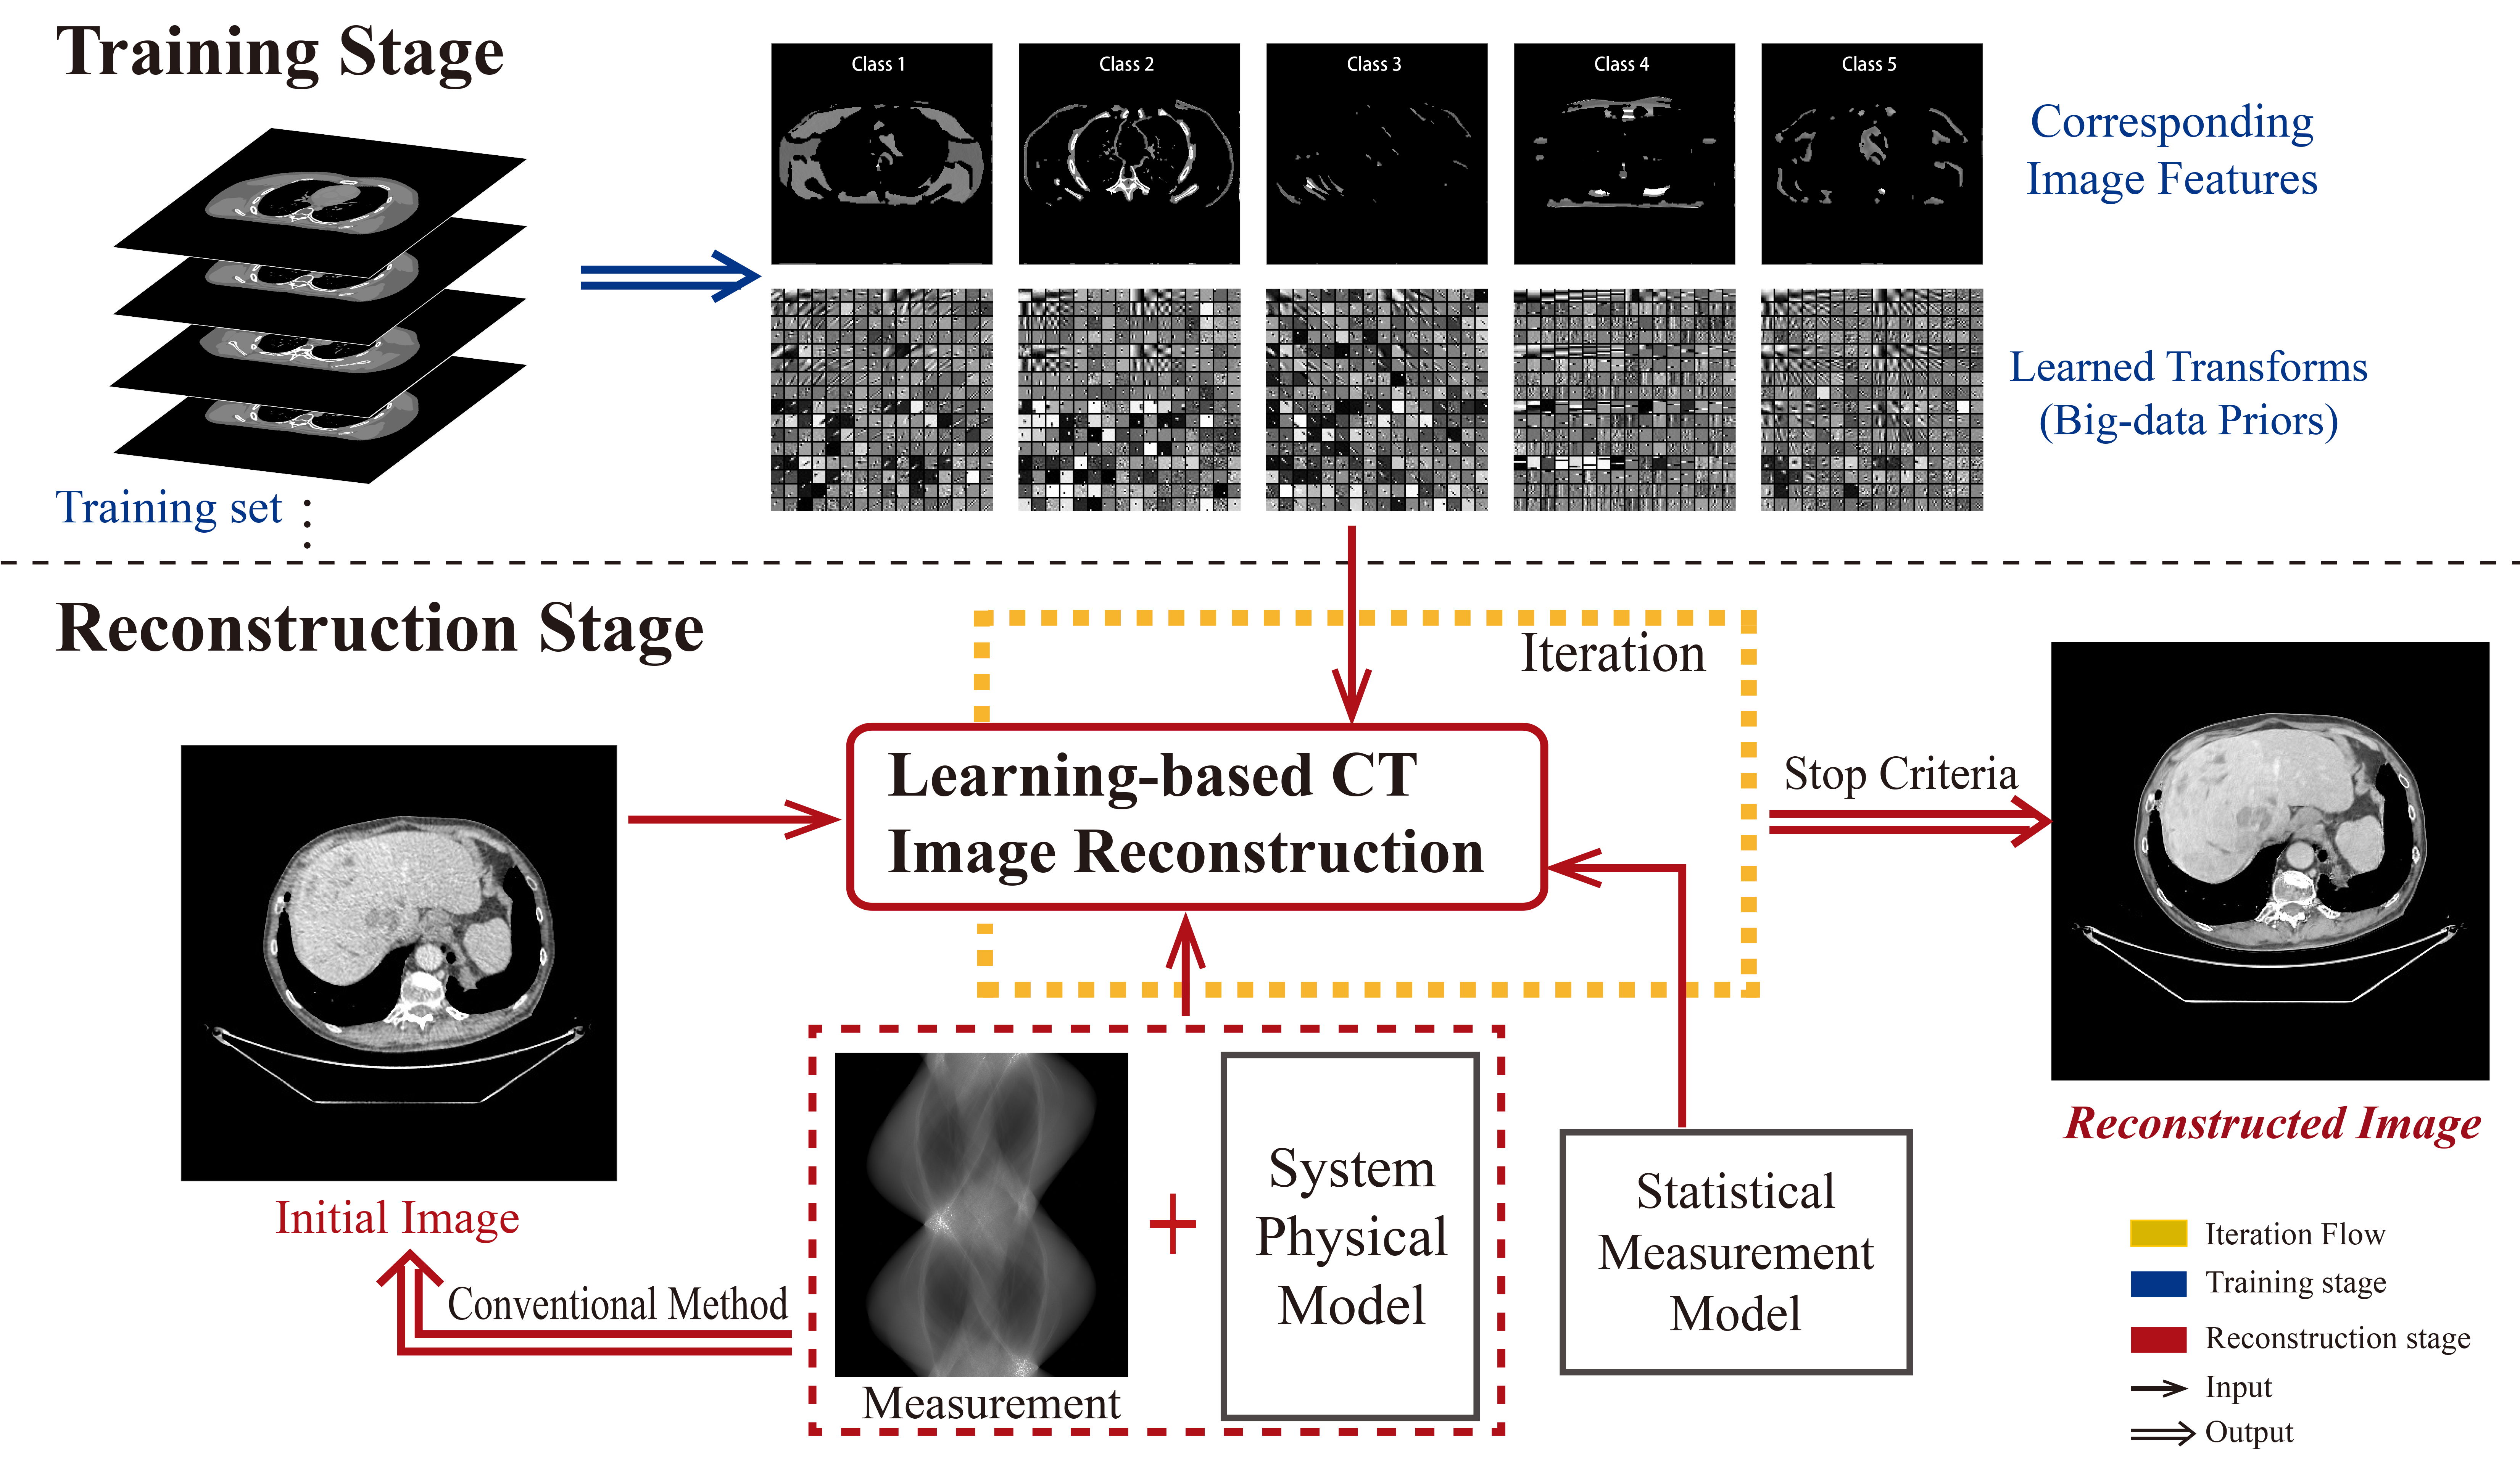 Training Stage
Class 1
Class 2
Class 3
Class 4
Class 5
Corresponding
Image Features
Learned Transforms
(Big-data Priors)
Training set
Reconstruction Stage
Iteration
Learning-based CT
Image Reconstruction
Stop Criteria
Reconstructed Image
Initial Image
Conventional Method
Measurement
+
System
Physical
Model
Statistical
Measurement
Model
Iteration Flow
Training stage
Reconstruction stage
Input
Output